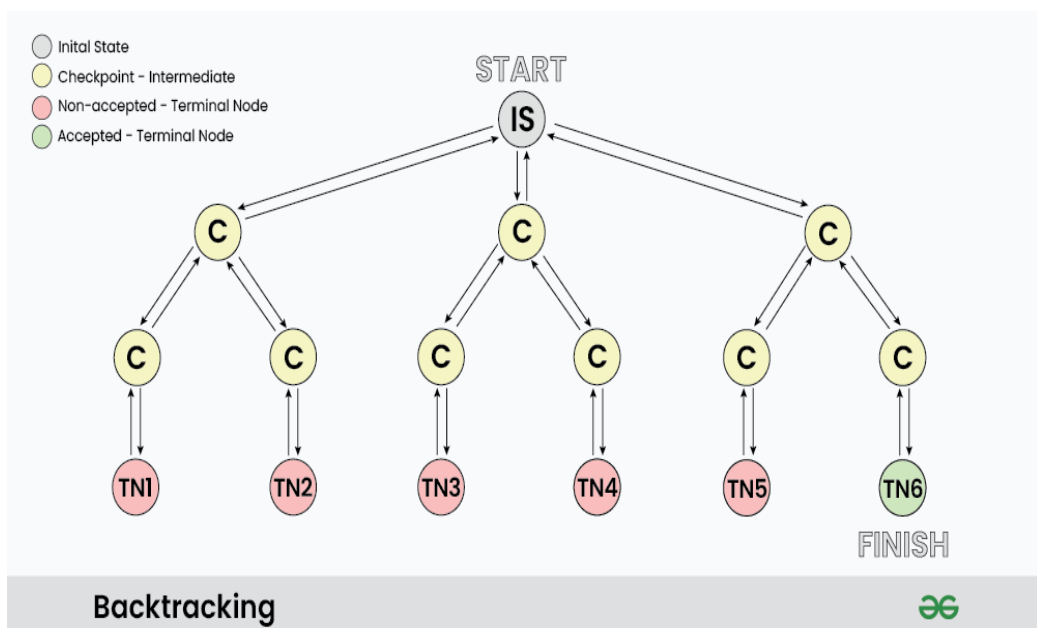 Inital State
Checkpoint - Intermediate
Non-accepted - Terminal Node
Accepted - Terminal Node
START
IS
C C C
C C C C C C
TN1 TN2 TN3 TN4 TN5 TN6
FINISH
Backtracking